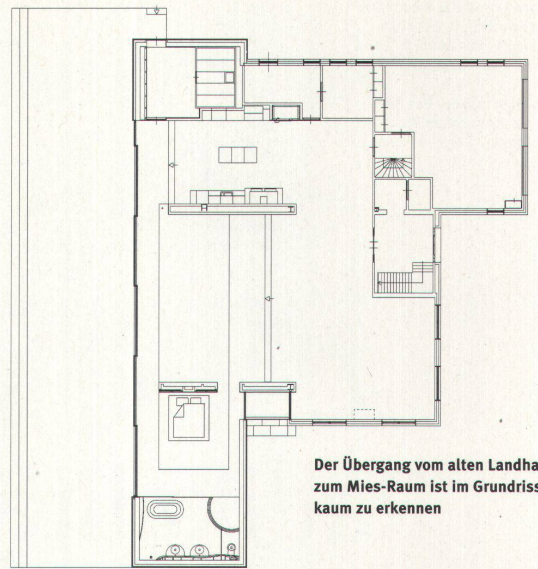 Der Übergang vom alten Landha
zum Mies-Raum ist im Grundriss
kaum zu erkennen